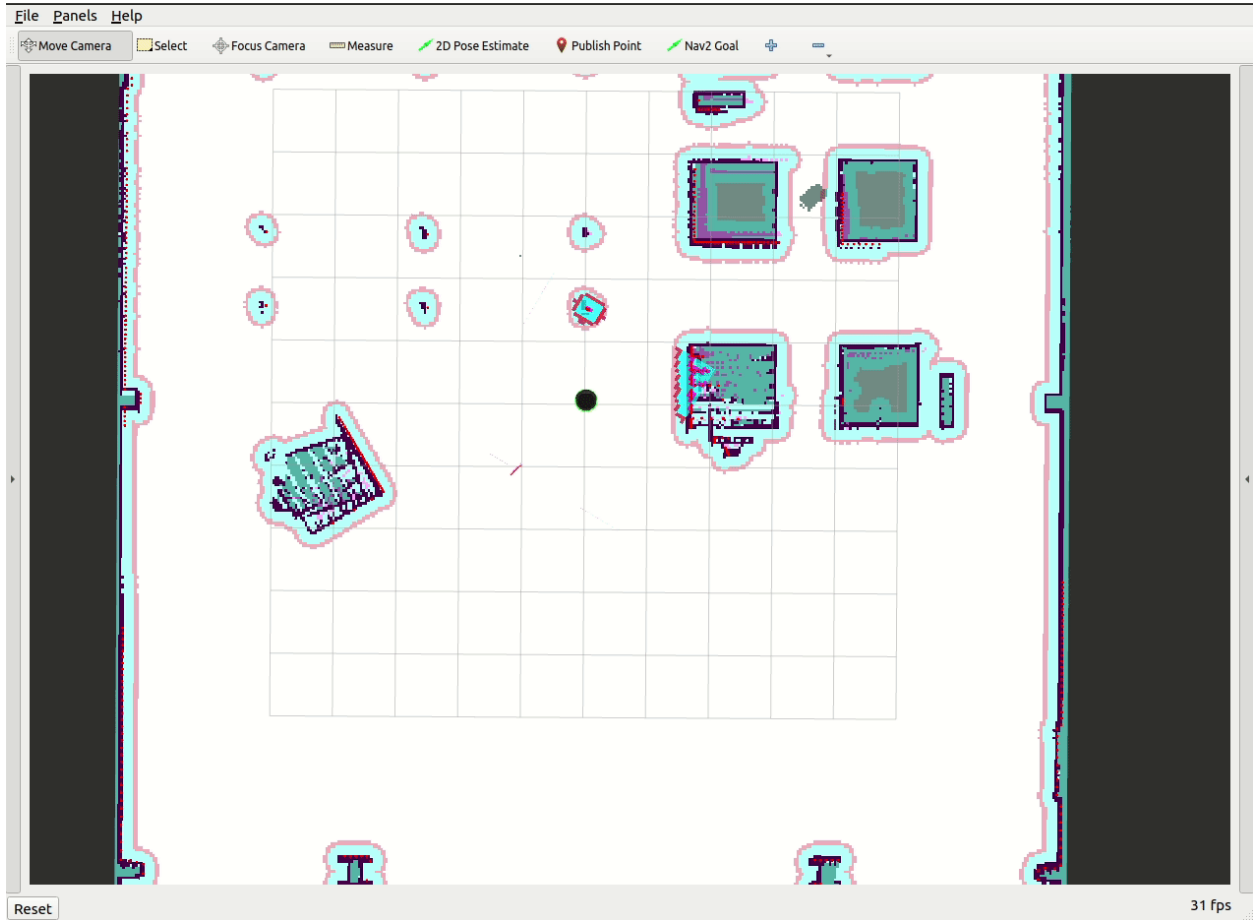 File Panels Help
Move Camera Select Focus Camera Measure 2D Pose Estimate Publish Point Nav2 Goal
Reset 31 fps